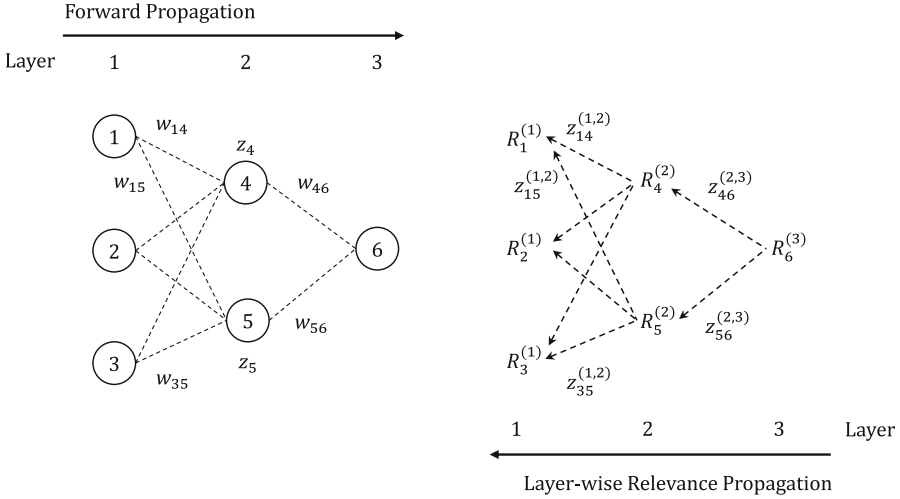 Forward Propagation
Layer 1 2 3
1
w₁₄
z₄
w₁₅
4
w₄₆
2
6
5
w₅₆
3
z₅
w₃₅
R₁⁽¹⁾
z₁₄⁽¹,²⁾
z₁₅⁽¹,²⁾
R₄⁽²⁾
z₄₆⁽²,³⁾
R₂⁽¹⁾
R₆⁽³⁾
R₅⁽²⁾
z₅₆⁽²,³⁾
R₃⁽¹⁾
z₃₅⁽¹,²⁾
1 2 3 Layer
Layer-wise Relevance Propagation